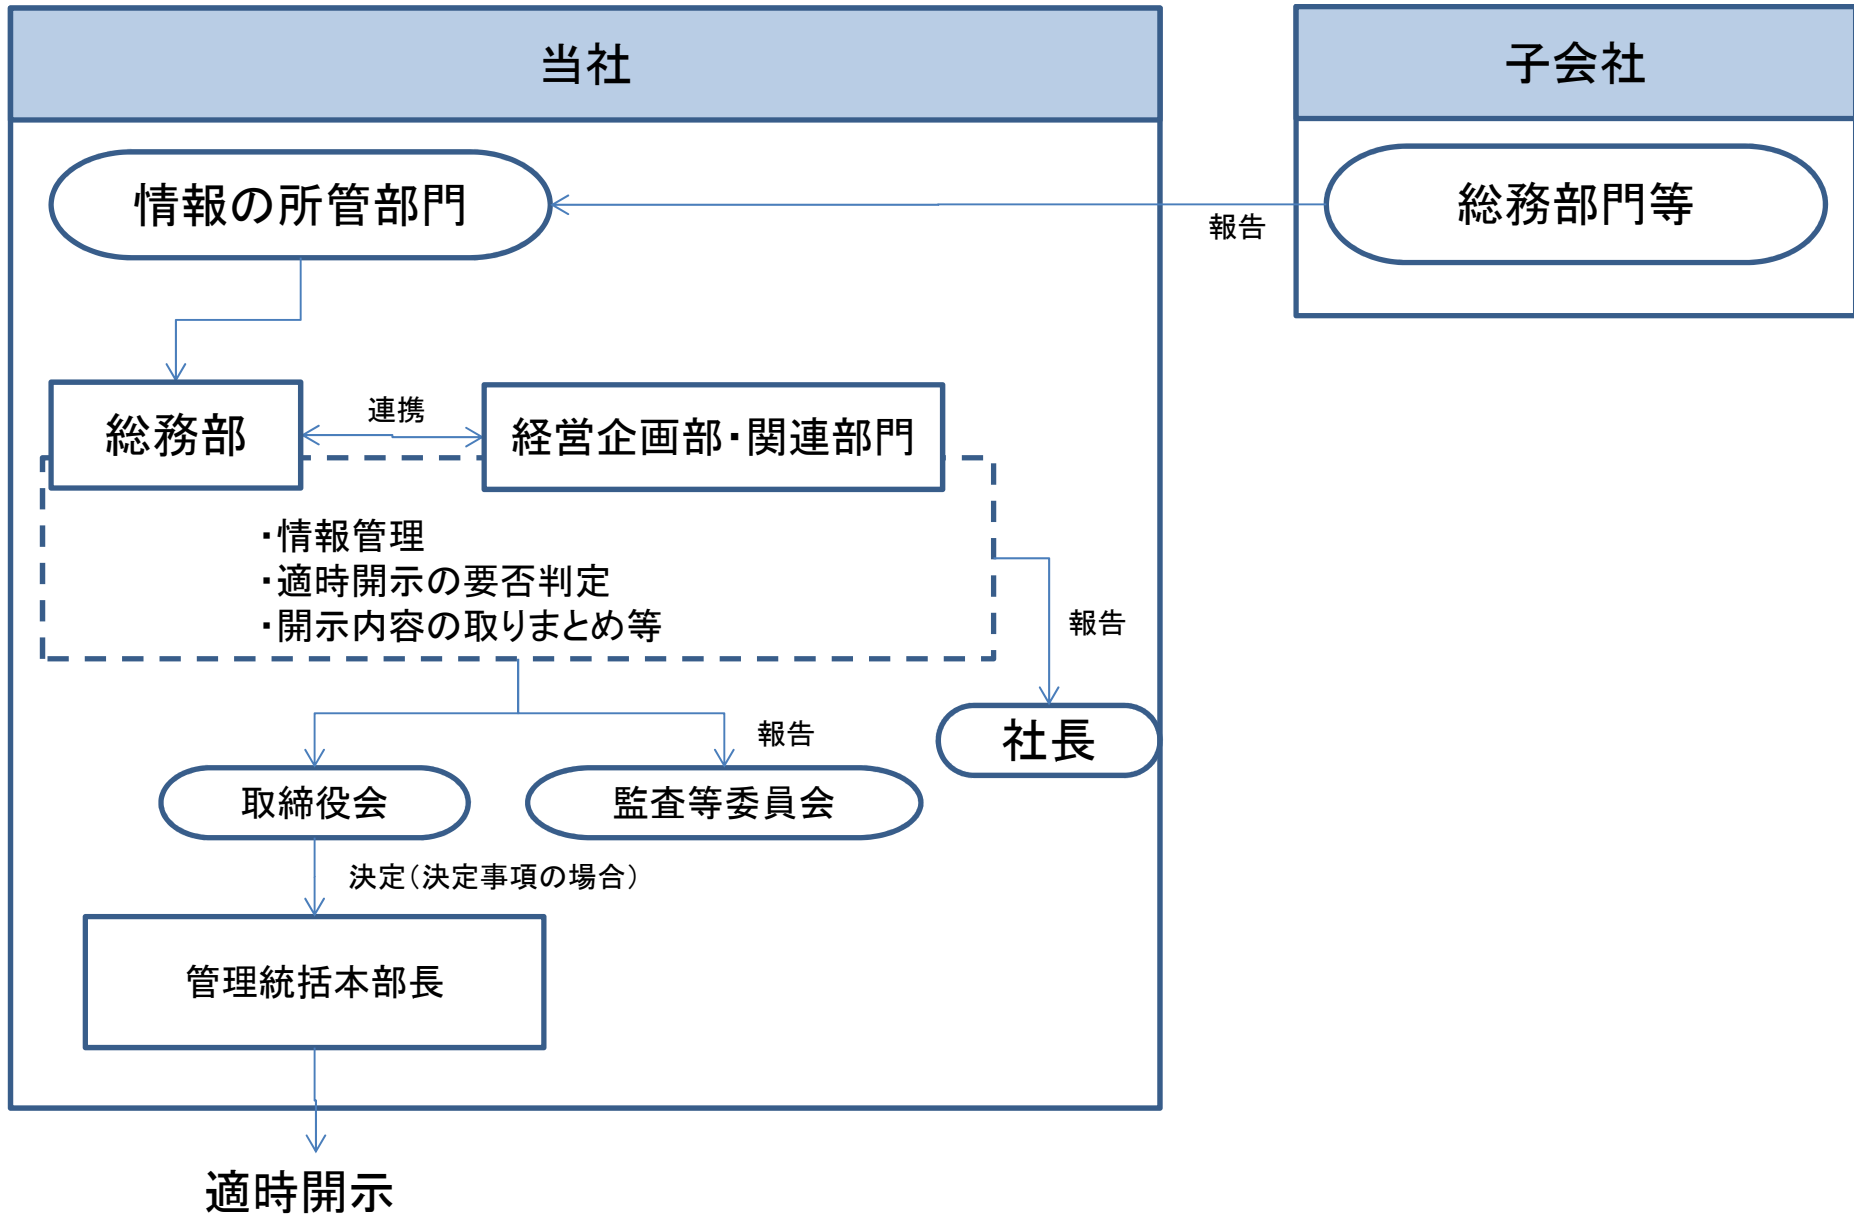 当社
子会社
情報の所管部門
総務部門等
報告
総務部
連携
経営企画部・関連部門
・情報管理
・適時開示の要否判定
・開示内容の取りまとめ等
報告
社長
報告
取締役会
監査等委員会
決定(決定事項の場合)
管理統括本部長
適時開示